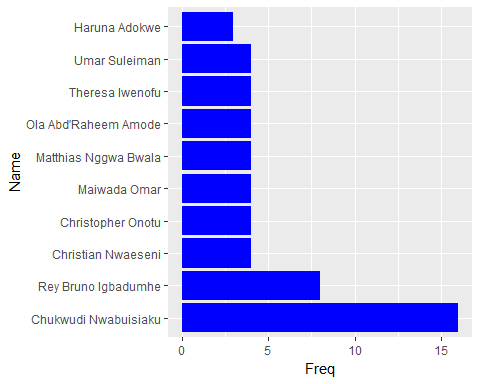 Haruna Adokwe
Umar Suleiman
Theresa Iwenofu
Ola Abd'Raheem Amode
Matthias Nggwa Bwala
Maiwada Omar
Christopher Onotu
Christian Nwaeseni
Rey Bruno Igbadumhe
Chukwudi Nwabuisiaku
Name
0 5 10 15
Freq